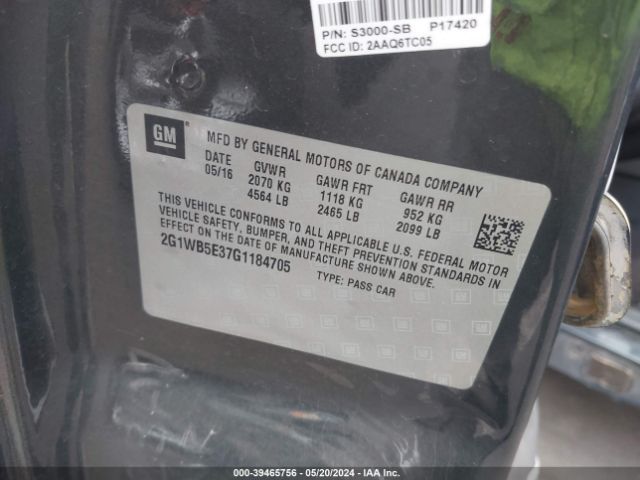 P/N: S3000-SB P17420
FCC ID: 2AAQ6TC05
GM
MFD BY GENERAL MOTORS OF CANADA COMPANY
DATE GVWR GAWR FRT GAWR RR
05/16 2070 KG 1118 KG 952 KG
4564 LB 2465 LB 2099 LB
THIS VEHICLE CONFORMS TO ALL APPLICABLE U.S. FEDERAL MOTOR
VEHICLE SAFETY, BUMPER, AND THEFT PREVENTION STANDARDS IN
EFFECT ON THE DATE OF MANUFACTURE SHOWN ABOVE.
2G1WB5E37G1184705
TYPE: PASS CAR
000-39465756 - 05/20/2024 - IAA Inc.